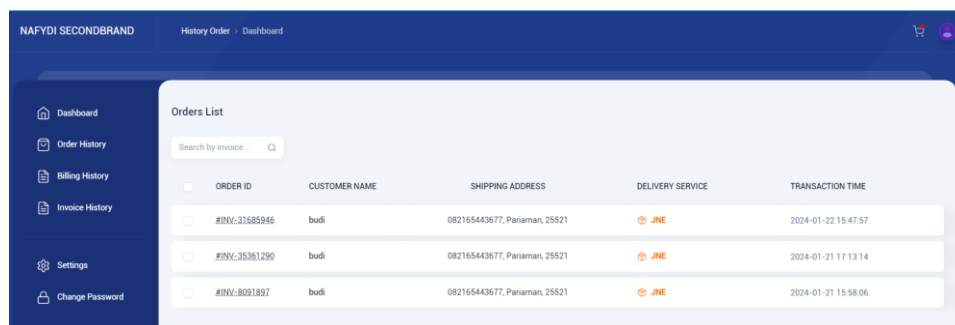 NAFYDI SECONDBRAND
History Order > Dashboard
Dashboard
Order History
Billing History
Invoice History
Settings
Change Password
Orders List
Search by invoice...
ORDER ID CUSTOMER NAME SHIPPING ADDRESS DELIVERY SERVICE TRANSACTION TIME
#INV-31685946 budi 082165443677, Pariaman, 25521 JNE 2024-01-22 15:47:57
#INV-35361290 budi 082165443677, Pariaman, 25521 JNE 2024-01-21 17:13:14
#INV-8091897 budi 082165443677, Pariaman, 25521 JNE 2024-01-21 15:58:06